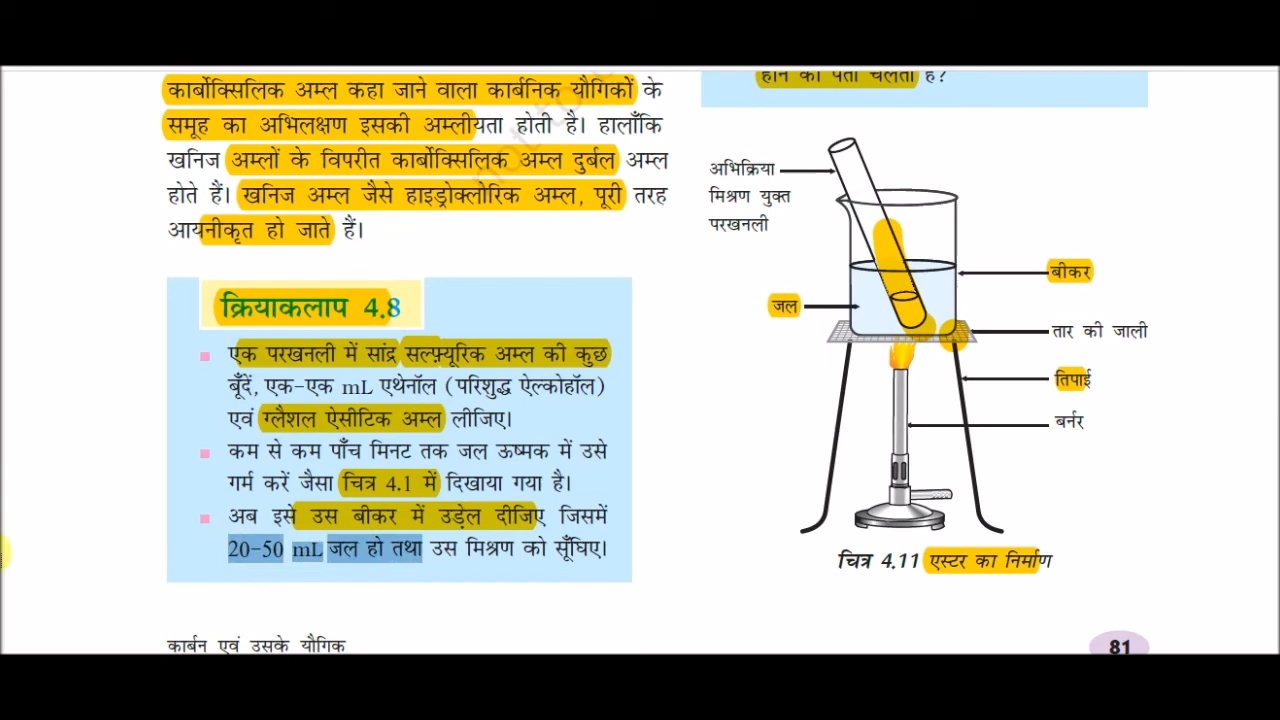 कार्बोक्सिलिक अम्ल कहा जाने वाला कार्बनिक यौगिकों के
समूह का अभिलक्षण इसकी अम्लीयता होती है। हालाँकि
खनिज अम्लों के विपरीत कार्बोक्सिलिक अम्ल दुर्बल अम्ल
होते हैं। खनिज अम्ल जैसे हाइड्रोक्लोरिक अम्ल, पूरी तरह
आयनीकृत हो जाते हैं।
क्रियाकलाप 4.8
एक परखनली में सांद्र सल्फ़्यूरिक अम्ल की कुछ
बूँदें, एक-एक mL एथेनॉल (परिशुद्ध ऐल्कोहॉल)
एवं ग्लैशल ऐसीटिक अम्ल लीजिए।
कम से कम पाँच मिनट तक जल ऊष्मक में उसे
गर्म करें जैसा चित्र 4.1 में दिखाया गया है।
अब इसे उस बीकर में उड़ेल दीजिए जिसमें
20-50 mL जल हो तथा उस मिश्रण को सूँघिए।
कार्बन एवं उसके यौगिक
होने का पता चलता है?
अभिक्रिया
मिश्रण युक्त
परखनली
बीकर
जल
तार की जाली
तिपाई
बर्नर
चित्र 4.11 एस्टर का निर्माण
81